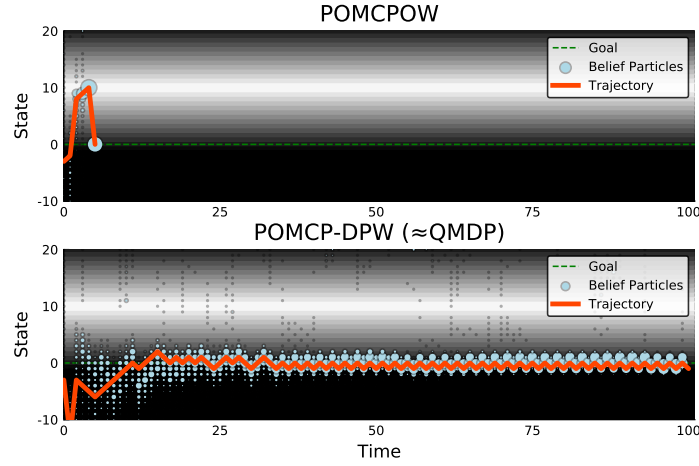 POMCPOW
20
10
0
-10
State
Goal
Belief Particles
Trajectory
0
25
50
75
100
POMCP-DPW (≈QMDP)
20
10
0
-10
State
Goal
Belief Particles
Trajectory
0
25
50
75
100
Time